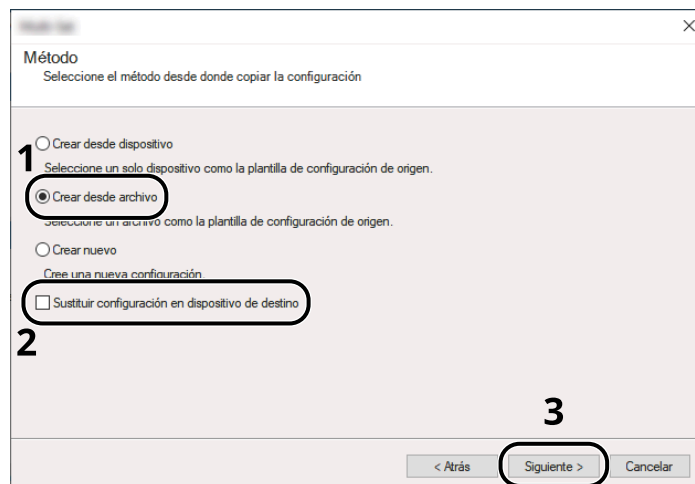 Método
Seleccione el método desde donde copiar la configuración
Crear desde dispositivo
1
Seleccione un solo dispositivo como la plantilla de configuración de origen.
Crear desde archivo
Seleccione un archivo como la plantilla de configuración de origen.
Crear nuevo
Cree una nueva configuración.
Sustituir configuración en dispositivo de destino
2
3
< Atrás
Siguiente >
Cancelar